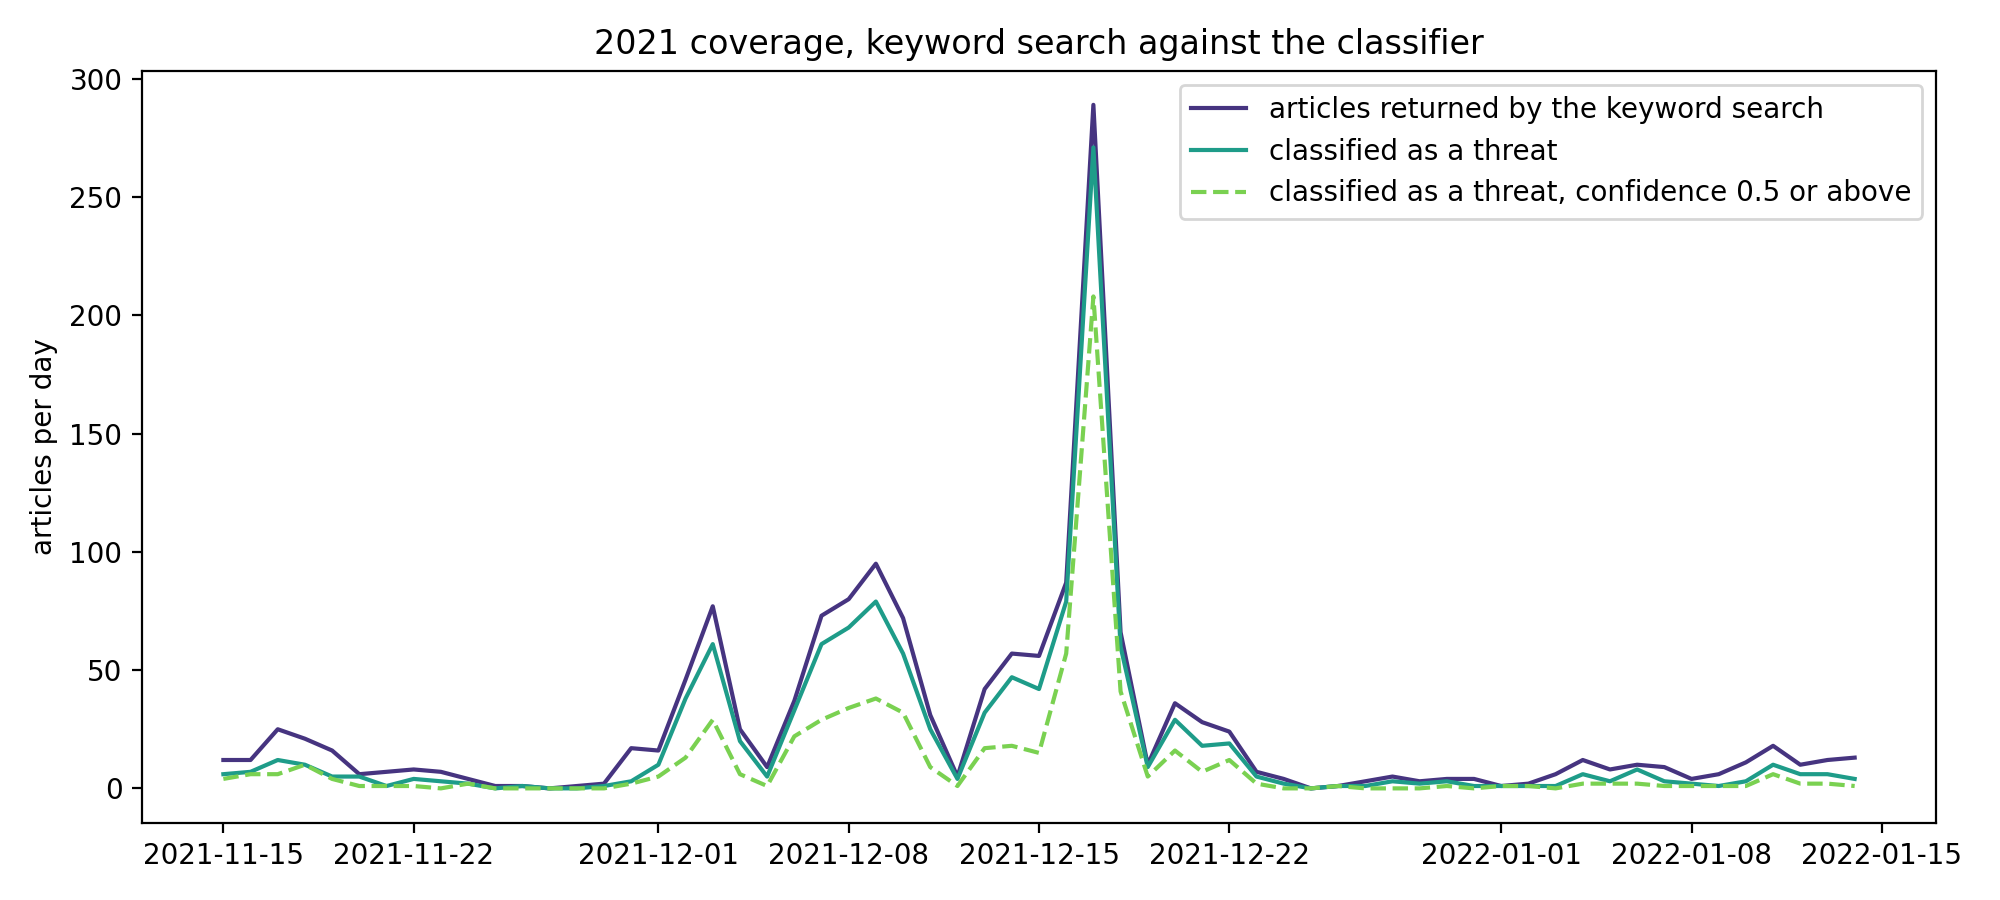 2021 coverage, keyword search against the classifier
articles returned by the keyword search
classified as a threat
classified as a threat, confidence 0.5 or above
articles per day
300
250
200
150
100
50
0
2021-11-15 2021-11-22 2021-12-01 2021-12-08 2021-12-15 2021-12-22 2022-01-01 2022-01-08 2022-01-15